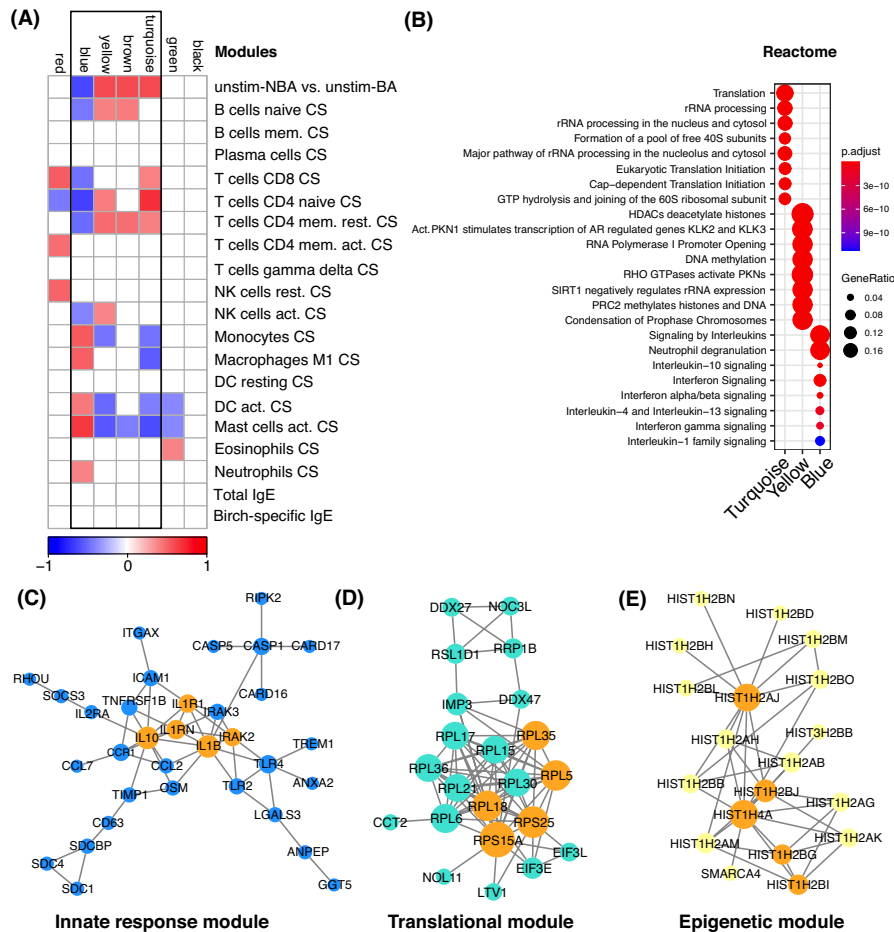 (A)
red
blue
yellow
brown
turquoise
green
black
Modules
unstim-NBA vs. unstim-BA
B cells naive CS
B cells mem. CS
Plasma cells CS
T cells CD8 CS
T cells CD4 naive CS
T cells CD4 mem. rest. CS
T cells CD4 mem. act. CS
T cells gamma delta CS
NK cells rest. CS
NK cells act. CS
Monocytes CS
Macrophages M1 CS
DC resting CS
DC act. CS
Mast cells act. CS
Eosinophils CS
Neutrophils CS
Total IgE
Birch-specific IgE
−1
0
1
(B)
Reactome
Translation
rRNA processing
rRNA processing in the nucleus and cytosol
Formation of a pool of free 40S subunits
Major pathway of rRNA processing in the nucleolus and cytosol
Eukaryotic Translation Initiation
Cap-dependent Translation Initiation
GTP hydrolysis and joining of the 60S ribosomal subunit
HDACs deacetylate histones
Act.PKN1 stimulates transcription of AR regulated genes KLK2 and KLK3
RNA Polymerase I Promoter Opening
DNA methylation
RHO GTPases activate PKNs
SIRT1 negatively regulates rRNA expression
PRC2 methylates histones and DNA
Condensation of Prophase Chromosomes
Signaling by Interleukins
Neutrophil degranulation
Interleukin-10 signaling
Interferon Signaling
Interferon alpha/beta signaling
Interleukin-4 and Interleukin-13 signaling
Interferon gamma signaling
Interleukin-1 family signaling
Turquoise
Yellow
Blue
p.adjust
3e−10
6e−10
9e−10
GeneRatio
0.04
0.08
0.12
0.16
(C)
RIPK2
ITGAX
CASP5
CASP1
CARD17
ICAM1
RHOU
SOCS3
CARD16
TNFRSF1B
IL1R1
IL2RA
IRAK3
IL1RN
IL10
IRAK2
IL1B
TREM1
CCR1
CCL7
CCL2
TLR4
ANXA2
TIMP1
OSM
TLR2
CD63
LGALS3
SDCBP
SDC4
ANPEP
SDC1
GGT5
Innate response module
(D)
DDX27
NOC3L
RSL1D1
RRP1B
IMP3
DDX47
RPL17
RPL15
RPL35
RPL36
RPL21
RPL30
RPL5
RPL18
RPL6
RPS25
CCT2
RPS15A
EIF3E
EIF3L
NOL11
LTV1
Translational module
(E)
HIST1H2BN
HIST1H2BD
HIST1H2BH
HIST1H2BM
HIST1H2BL
HIST1H2BO
HIST1H2AJ
HIST1H2AH
HIST3H2BB
HIST1H2AB
HIST1H2BB
HIST1H2BJ
HIST1H2AG
HIST1H4A
HIST1H2AM
HIST1H2AK
HIST1H2BG
SMARCA4
HIST1H2BI
Epigenetic module